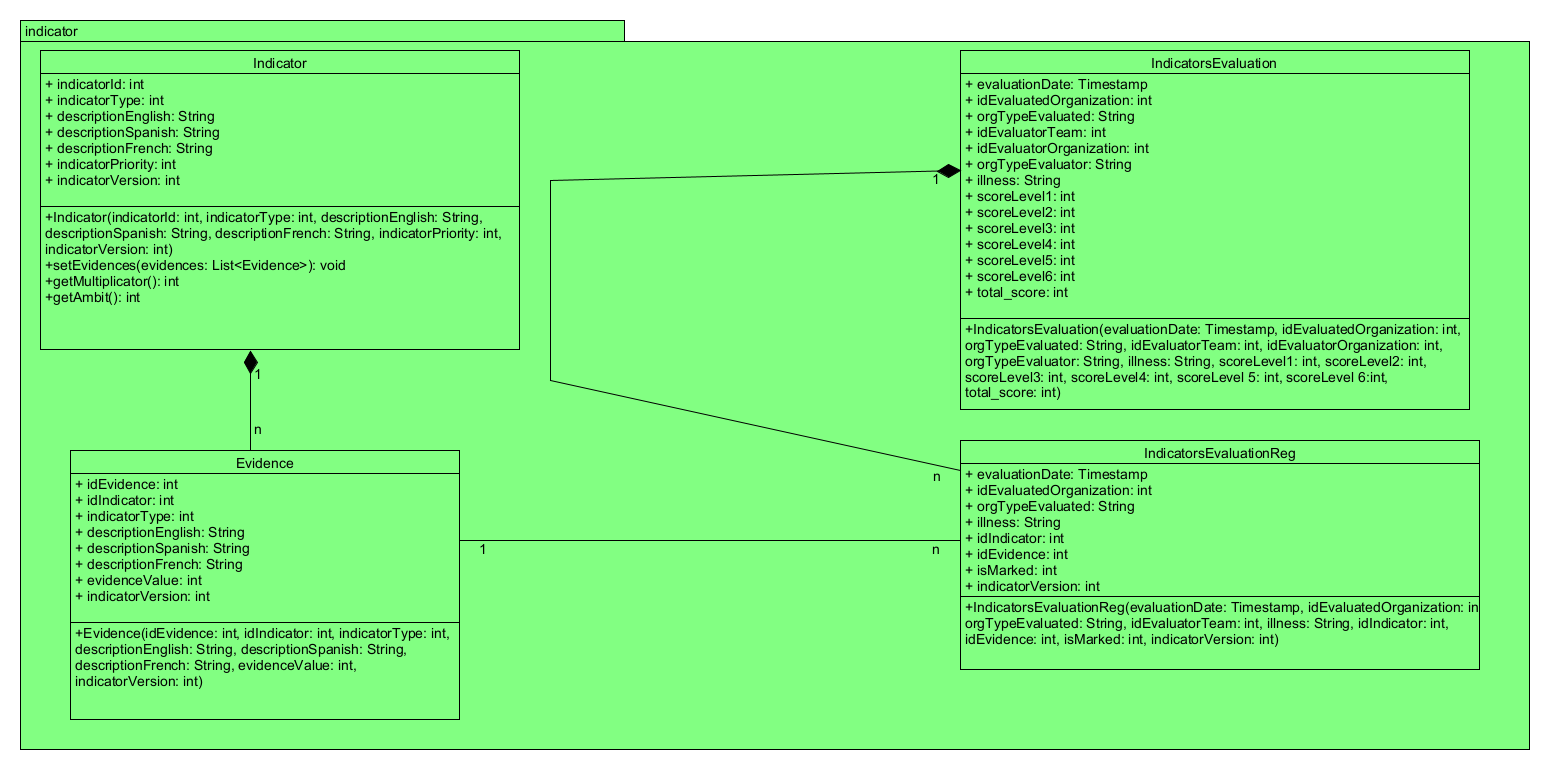 indicator
Indicator
+ indicatorId: int
+ indicatorType: int
+ descriptionEnglish: String
+ descriptionSpanish: String
+ descriptionFrench: String
+ indicatorPriority: int
+ indicatorVersion: int
+Indicator(indicatorId: int, indicatorType: int, descriptionEnglish: String,
descriptionSpanish: String, descriptionFrench: String, indicatorPriority: int,
indicatorVersion: int)
+setEvidences(evidences: List<Evidence>): void
+getMultiplicator(): int
+getAmbit(): int
1
n
Evidence
+ idEvidence: int
+ idIndicator: int
+ indicatorType: int
+ descriptionEnglish: String
+ descriptionSpanish: String
+ descriptionFrench: String
+ evidenceValue: int
+ indicatorVersion: int
+Evidence(idEvidence: int, idIndicator: int, indicatorType: int,
descriptionEnglish: String, descriptionSpanish: String,
descriptionFrench: String, evidenceValue: int,
indicatorVersion: int)
1
n
IndicatorsEvaluation
+ evaluationDate: Timestamp
+ idEvaluatedOrganization: int
+ orgTypeEvaluated: String
+ idEvaluatorTeam: int
+ idEvaluatorOrganization: int
+ orgTypeEvaluator: String
+ illness: String
+ scoreLevel1: int
+ scoreLevel2: int
+ scoreLevel3: int
+ scoreLevel4: int
+ scoreLevel5: int
+ scoreLevel6: int
+ total_score: int
+IndicatorsEvaluation(evaluationDate: Timestamp, idEvaluatedOrganization: int,
orgTypeEvaluated: String, idEvaluatorTeam: int, idEvaluatorOrganization: int,
orgTypeEvaluator: String, illness: String, scoreLevel1: int, scoreLevel2: int,
scoreLevel3: int, scoreLevel4: int, scoreLevel 5: int, scoreLevel 6:int,
total_score: int)
1
n
IndicatorsEvaluationReg
+ evaluationDate: Timestamp
+ idEvaluatedOrganization: int
+ orgTypeEvaluated: String
+ illness: String
+ idIndicator: int
+ idEvidence: int
+ isMarked: int
+ indicatorVersion: int
+IndicatorsEvaluationReg(evaluationDate: Timestamp, idEvaluatedOrganization: in
orgTypeEvaluated: String, idEvaluatorTeam: int, illness: String, idIndicator: int,
idEvidence: int, isMarked: int, indicatorVersion: int)